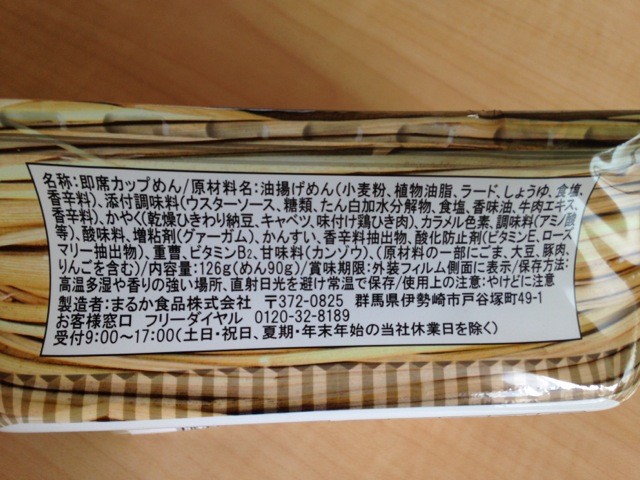 名称:即席カップめん/原材料名:油揚げめん(小麦粉、植物油脂、ラード、しょうゆ、食塩、
香辛料)、添付調味料(ウスターソース、糖類、たん白加水分解物、食塩、香味油、牛肉エキス、
香辛料)、かやく(乾燥ひきわり納豆、キャベツ、味付け鶏ひき肉)、カラメル色素、調味料(アミノ酸
等)、酸味料、増粘剤(グァーガム)、かんすい、香辛料抽出物、酸化防止剤(ビタミンE、ローズ
マリー抽出物)、重曹、ビタミンB2、甘味料(カンゾウ)、(原材料の一部にごま、大豆、豚肉、
りんごを含む)/内容量:126g(めん90g)/賞味期限:外装フィルム側面に表示/保存方法:
高温多湿や香りの強い場所、直射日光を避け常温で保存/使用上の注意:やけどに注意
製造者:まるか食品株式会社 〒372-0825 群馬県伊勢崎市戸谷塚町49-1
お客様窓口 フリーダイヤル 0120-32-8189
受付9:00〜17:00(土日・祝日、夏期・年末年始の当社休業日を除く)